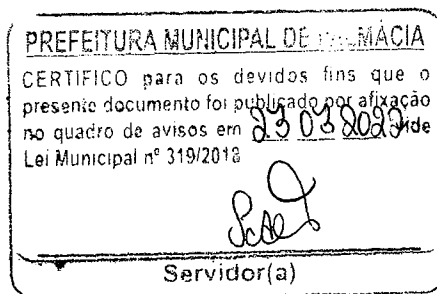 PREFEITURA MUNICIPAL DE PALMÁCIA
CERTIFICO para os devidos fins que o
presente documento foi publicado por afixação
no quadro de avisos em 23 03 2022 vide
Lei Municipal nº 319/2018
Servidor(a)